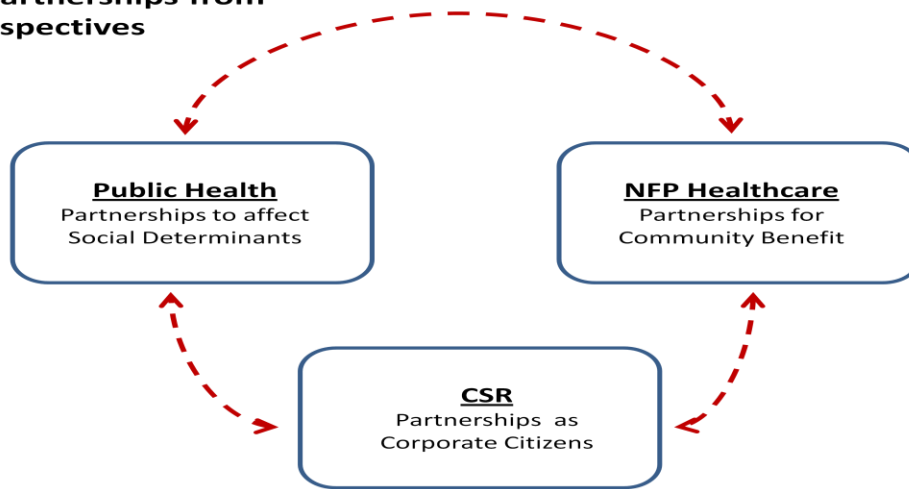 artnerships from
spectives
Public Health
Partnerships to affect
Social Determinants
NFP Healthcare
Partnerships for
Community Benefit
CSR
Partnerships as
Corporate Citizens